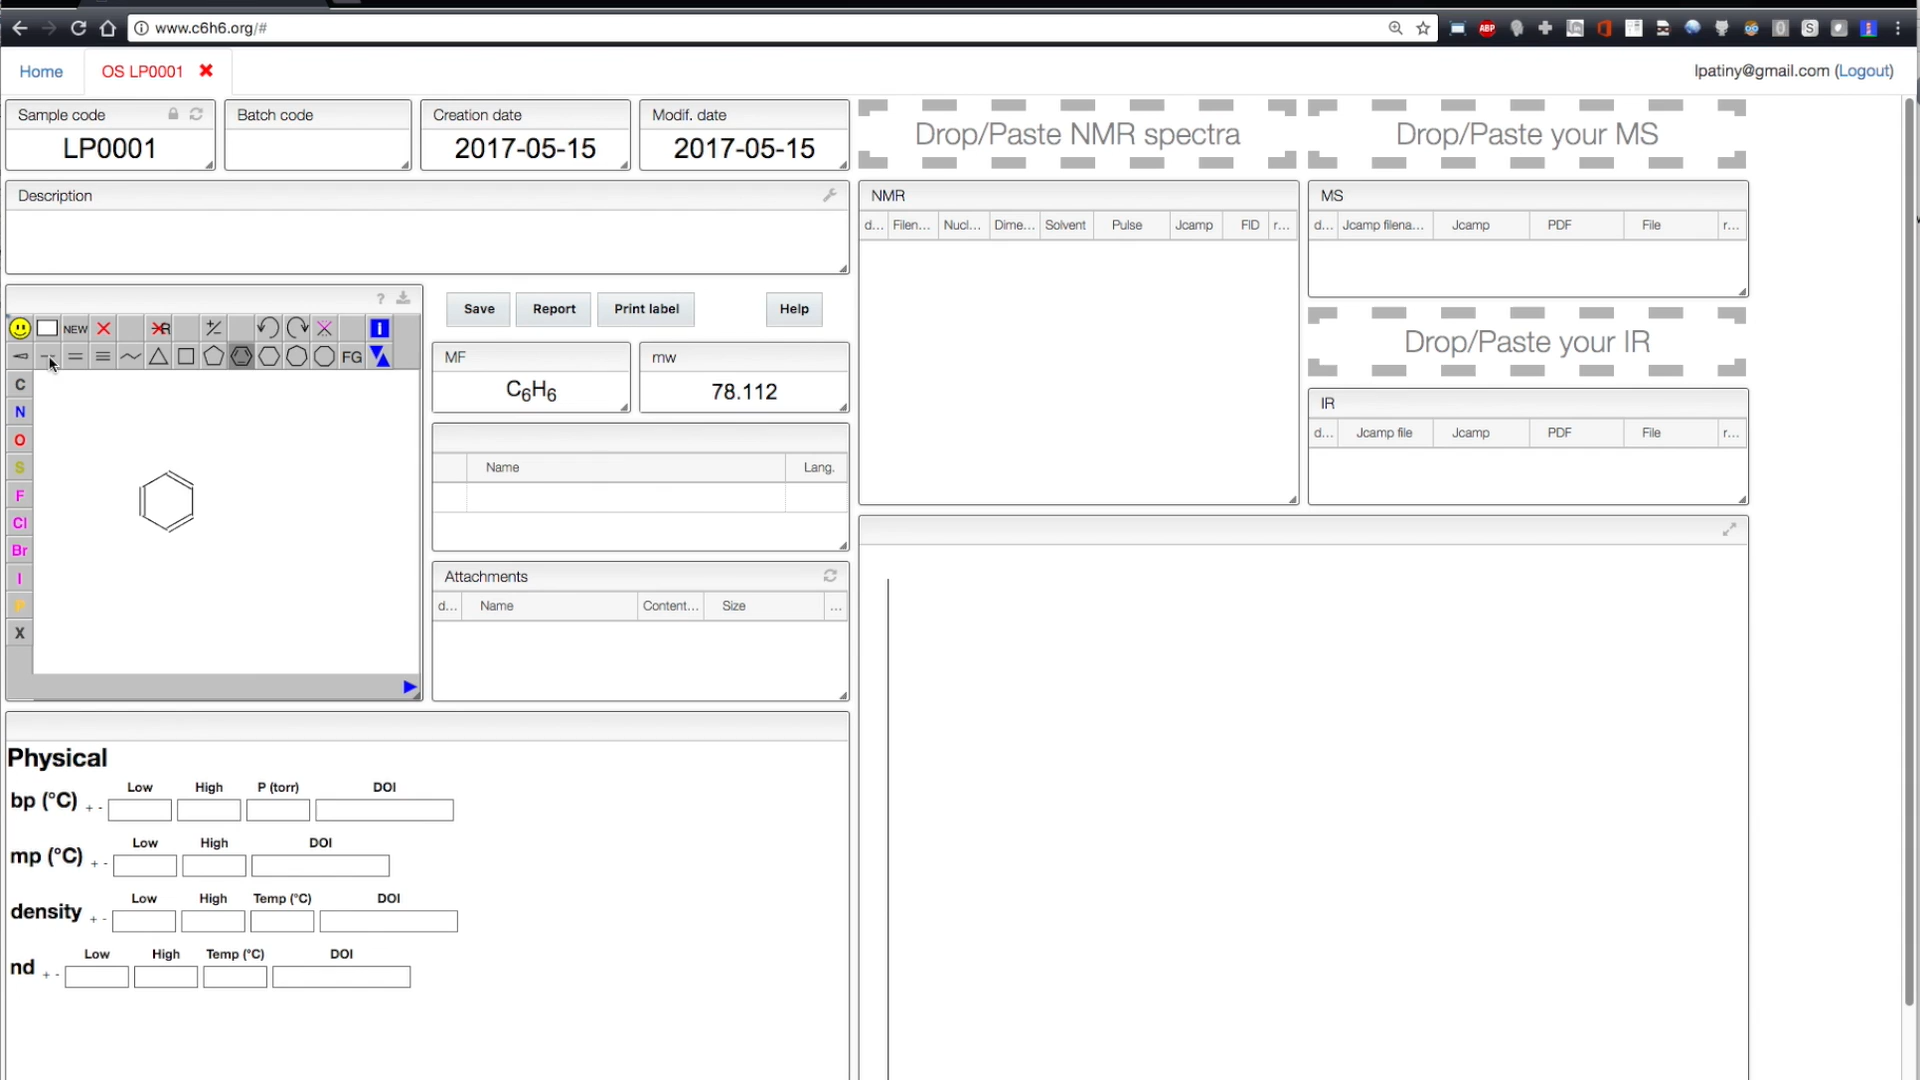 www.c6h6.org/#
ABP
S
Home
OS LP0001
lpatiny@gmail.com (Logout)
Sample code
LP0001
Batch code
Creation date
2017-05-15
Modif. date
2017-05-15
Drop/Paste NMR spectra
Drop/Paste your MS
Description
NMR
d... Filen... Nucl... Dime... Solvent Pulse Jcamp FID r...
MS
d... Jcamp filena... Jcamp PDF File r...
?
Save Report Print label Help
NEW
R
FG
C
N
O
S
F
Cl
Br
I
P
X
MF
C₆H₆
mw
78.112
Drop/Paste your IR
IR
d... Jcamp file Jcamp PDF File r...
Name Lang.
Attachments
d... Name Content... Size ...
Physical
Low High P (torr) DOI
bp (°C) + -
Low High DOI
mp (°C) + -
Low High Temp (°C) DOI
density + -
Low High Temp (°C) DOI
nd + -